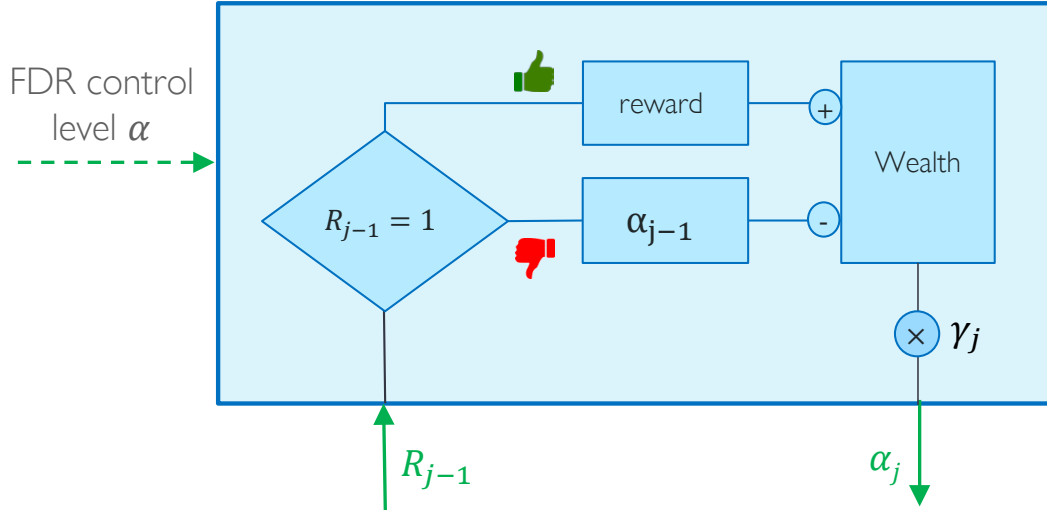 FDR control
level α
reward
+
Wealth
R_{j−1} = 1
α_{j−1}
-
×
γ_j
R_{j−1}
α_j